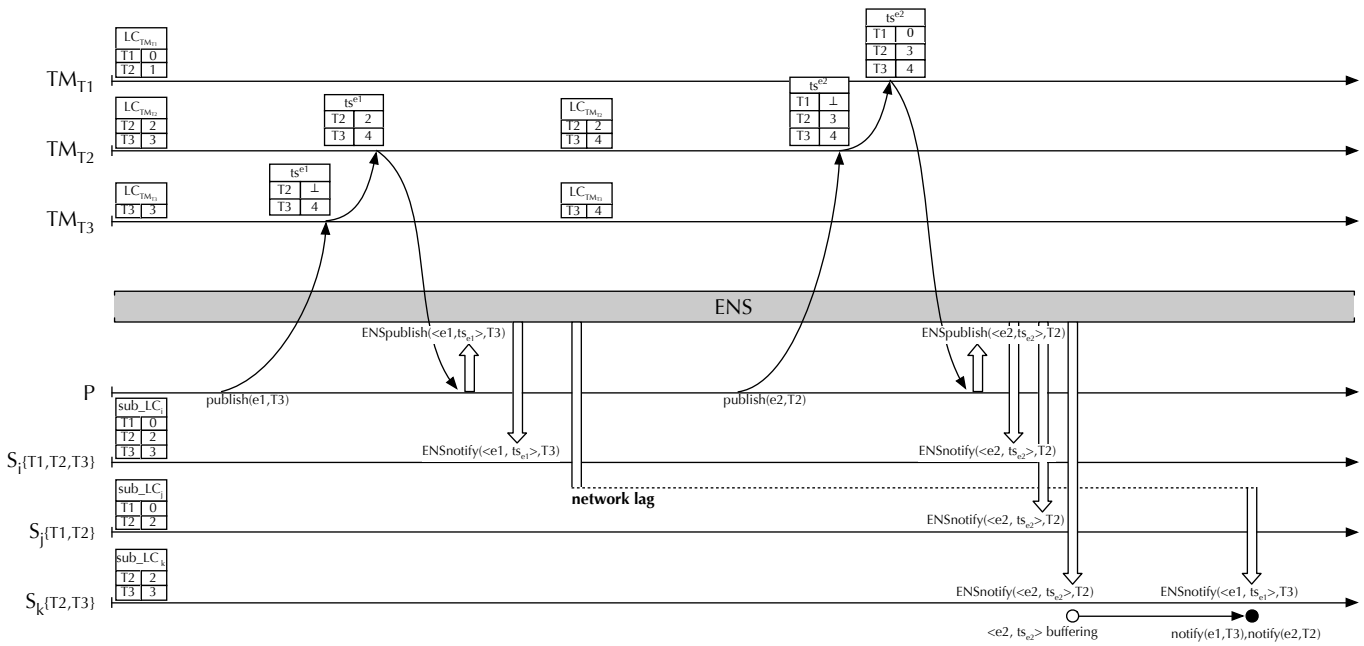 ts^e2
T1 0
T2 3
T3 4
LC_TM_T1
T1 0
T2 1
TM_T1
ts^e2
T1 ⊥
T2 3
T3 4
LC_TM_T2
T2 2
T3 3
ts^e1
T2 2
T3 4
LC_TM_T2
T2 2
T3 4
TM_T2
ts^e1
T2 ⊥
T3 4
LC_TM_T3
T3 3
LC_TM_T3
T3 4
TM_T3
ENS
ENSpublish(<e1,ts_e1>,T3)
ENSpublish(<e2,ts_e2>,T2)
P
publish(e1,T3)
publish(e2,T2)
sub_LC_i
T1 0
T2 2
T3 3
ENSnotify(<e1, ts_e1>,T3)
ENSnotify(<e2, ts_e2>,T2)
S_i{T1,T2,T3}
network lag
sub_LC_j
T1 0
T2 2
ENSnotify(<e2, ts_e2>,T2)
S_j{T1,T2}
sub_LC_k
T2 2
T3 3
ENSnotify(<e2, ts_e2>,T2)
ENSnotify(<e1, ts_e1>,T3)
S_k{T2,T3}
<e2, ts_e2> buffering
notify(e1,T3),notify(e2,T2)